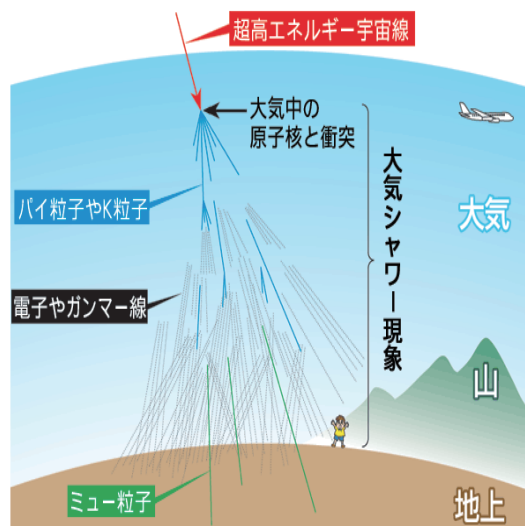 超高エネルギー宇宙線
大気中の
原子核と衝突
パイ粒子やK粒子
大気
大気シャワー現象
電子やガンマー線
山
ミュー粒子
地上